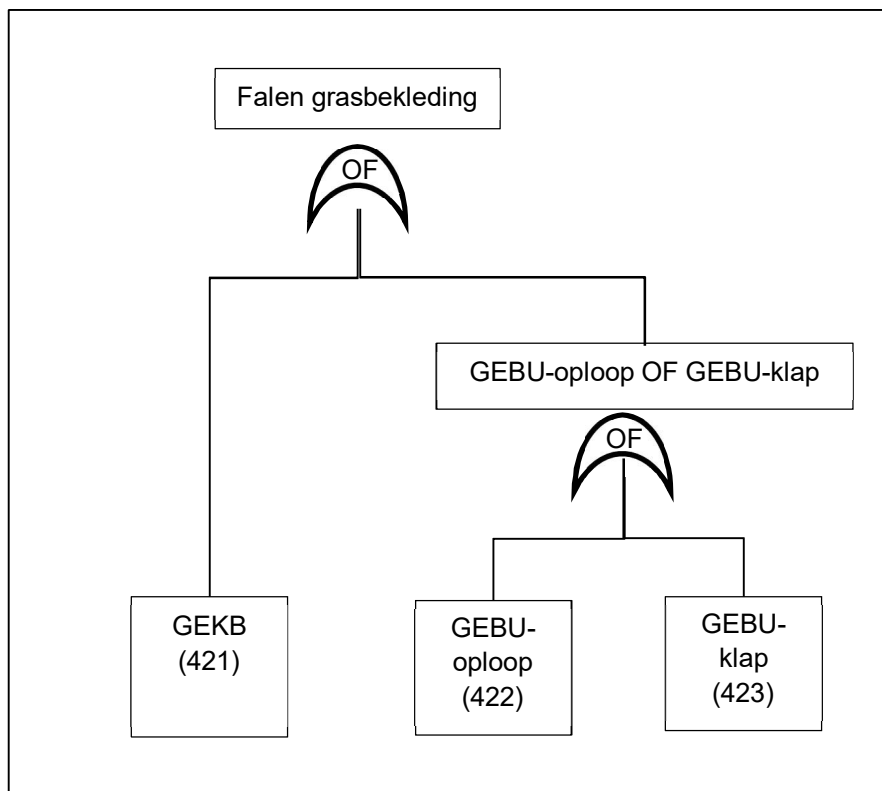 Falen grasbekleding
OF
GEBU-oploop OF GEBU-klap
OF
GEKB
(421)
GEBU-
oploop
(422)
GEBU-
klap
(423)